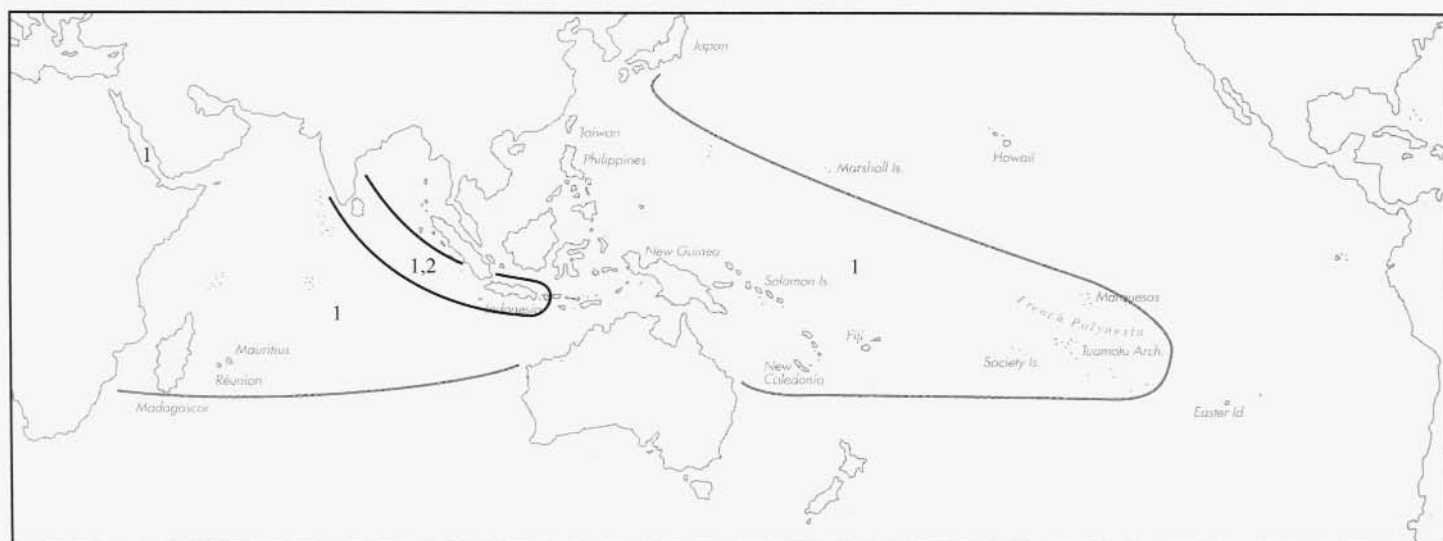 Japan
Taiwan
Philippines
Marshall Is.
Hawaii
1
1,2
New Guinea
Solomon Is.
1
Indonesia
1
Marquesas
French Polynesia
Fiji
Mauritius
Réunion
New
Caledonia
Society Is.
Tuamotu Arch.
Madagascar
Easter Id.